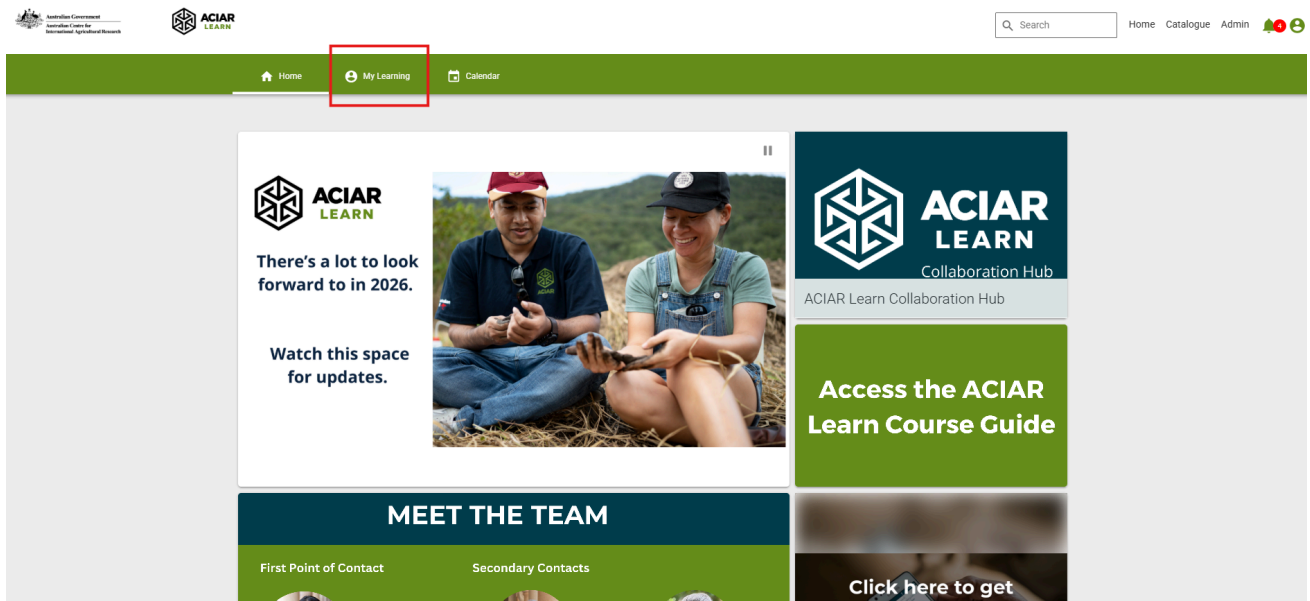 Australian Government
Australian Centre for
International Agricultural Research
ACIAR
LEARN
Search
Home
Catalogue
Admin
4
Home
My Learning
Calendar
ACIAR
LEARN
There's a lot to look
forward to in 2026.
Watch this space
for updates.
ACIAR
LEARN
Collaboration Hub
ACIAR Learn Collaboration Hub
Access the ACIAR
Learn Course Guide
MEET THE TEAM
First Point of Contact
Secondary Contacts
Click here to get